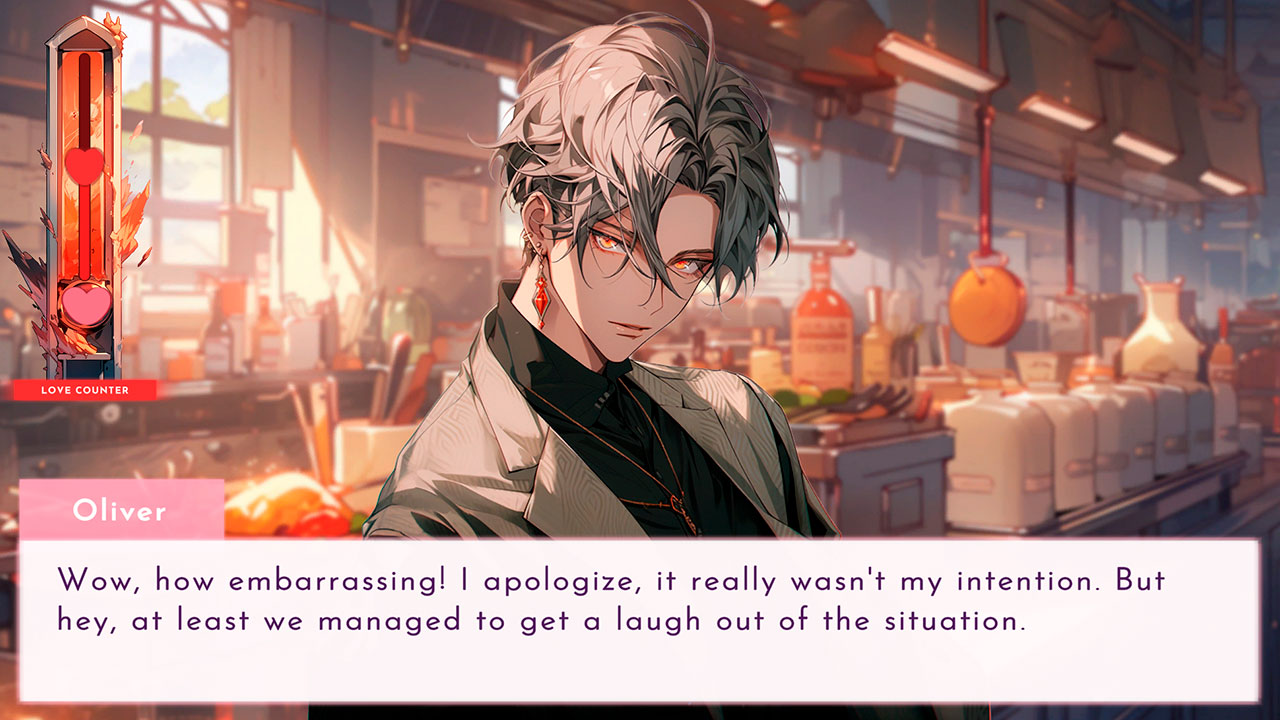 LOVE COUNTER
Oliver
Wow, how embarrassing! I apologize, it really wasn't my intention. But
hey, at least we managed to get a laugh out of the situation.